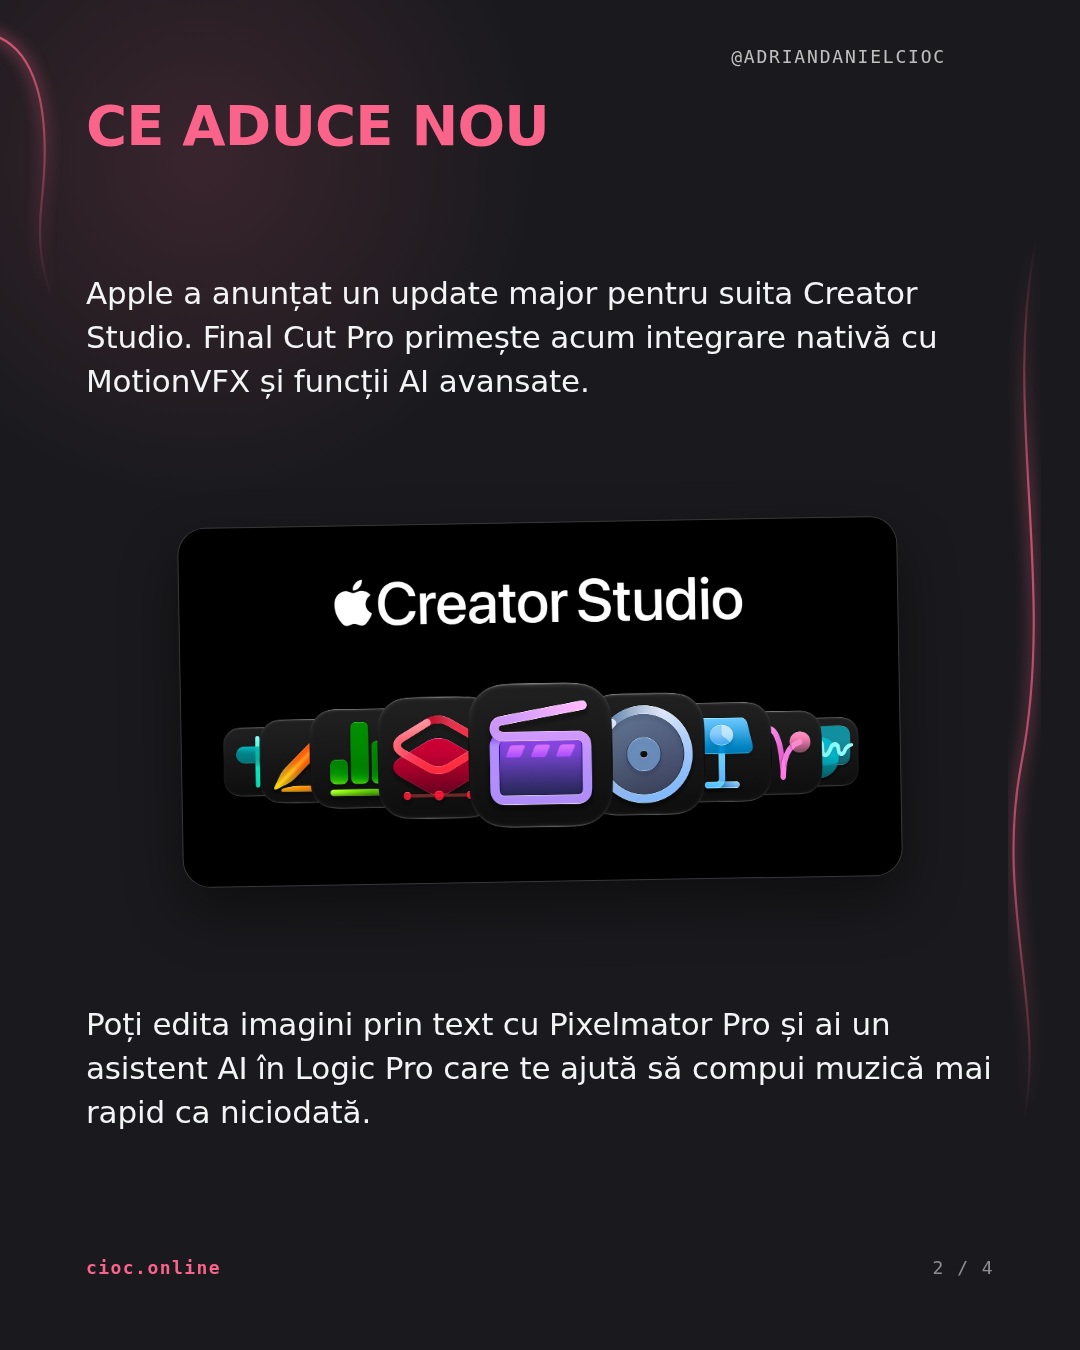 @ADRIANDANIELCIOC
CE ADUCE NOU
Apple a anunțat un update major pentru suita Creator
Studio. Final Cut Pro primește acum integrare nativă cu
MotionVFX și funcții AI avansate.
Creator Studio
Poți edita imagini prin text cu Pixelmator Pro și ai un
asistent AI în Logic Pro care te ajută să compui muzică mai
rapid ca niciodată.
cioc.online
2 / 4